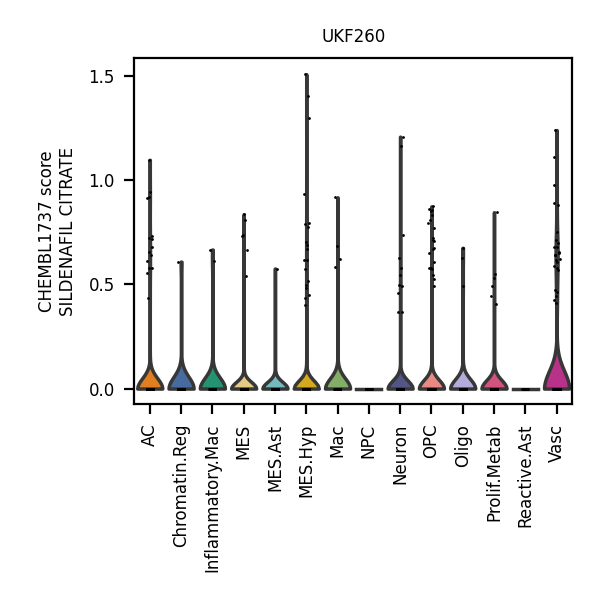 UKF260
CHEMBL1737 score
SILDENAFIL CITRATE
1.5
1.0
0.5
0.0
AC
Chromatin.Reg
Inflammatory.Mac
MES
MES.Ast
MES.Hyp
Mac
NPC
Neuron
OPC
Oligo
Prolif.Metab
Reactive.Ast
Vasc